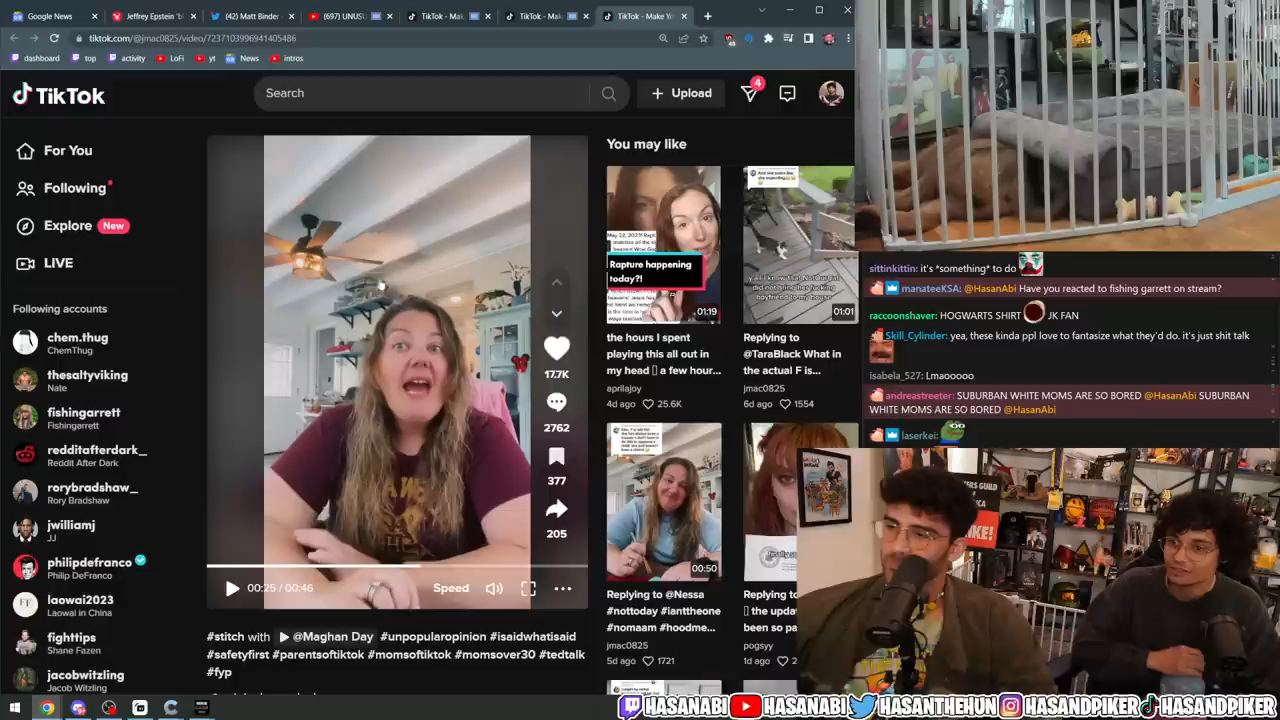 Google News
Jeffrey Epstein 'bl
(42) Matt Binder
(697) UNUSU
TikTok - Mak
TikTok - Make
TikTok - Make Yo
tiktok.com/@jmac0825/video/7237103996941405486
48
dashboard
top
activity
LoFi
yt
News
intros
TikTok
Search
Upload
4
For You
Following
Explore
New
LIVE
Following accounts
chem.thug
ChemThug
thesaltyviking
Nate
fishingarrett
Fishingarrett
redditafterdark_
Reddit After Dark
rorybradshaw_
Rory Bradshaw
jwilliamj
JJ
philipdefranco
Philip DeFranco
laowai2023
Laowai in China
fighttips
Shane Fazen
jacobwitzling
Jacob Witzling
17.7K
2762
377
205
00:25 / 00:46
Speed
#stitch with @Maghan Day #unpopularopinion #isaidwhatisaid
#safetyfirst #parentsoftiktok #momsoftiktok #momsover30 #tedtalk
#fyp
You may like
Rapture happening
today?!
01:19
the hours I spent
playing this all out in
my head a few hour...
apriljoy
4d ago 25.6K
01:01
Replying to
@TaraBlack What in
the actual F is...
jmac0825
6d ago 1554
00:50
Replying to @Nessa
#nottoday #ianttheone
#nomaam #hoodme...
jmac0825
5d ago 1721
Replying to
the updat
been so pa
pogsyy
1d ago 2
sittinkittin: it's *something* to do
manateeKSA: @HasanAbi Have you reacted to fishing garrett on stream?
raccoonshaver: HOGWARTS SHIRT JK FAN
Skill_Cylinder: yea, these kinda ppl love to fantasize what they'd do. it's just shit talk
isabela_527: Lmaoooo
andreastreeter: SUBURBAN WHITE MOMS ARE SO BORED @HasanAbi SUBURBAN
WHITE MOMS ARE SO BORED @HasanAbi
laserkei:
HASANABI
HASANABI
HASANTHEHUN
HASANDPIKER
HASANDPIKER